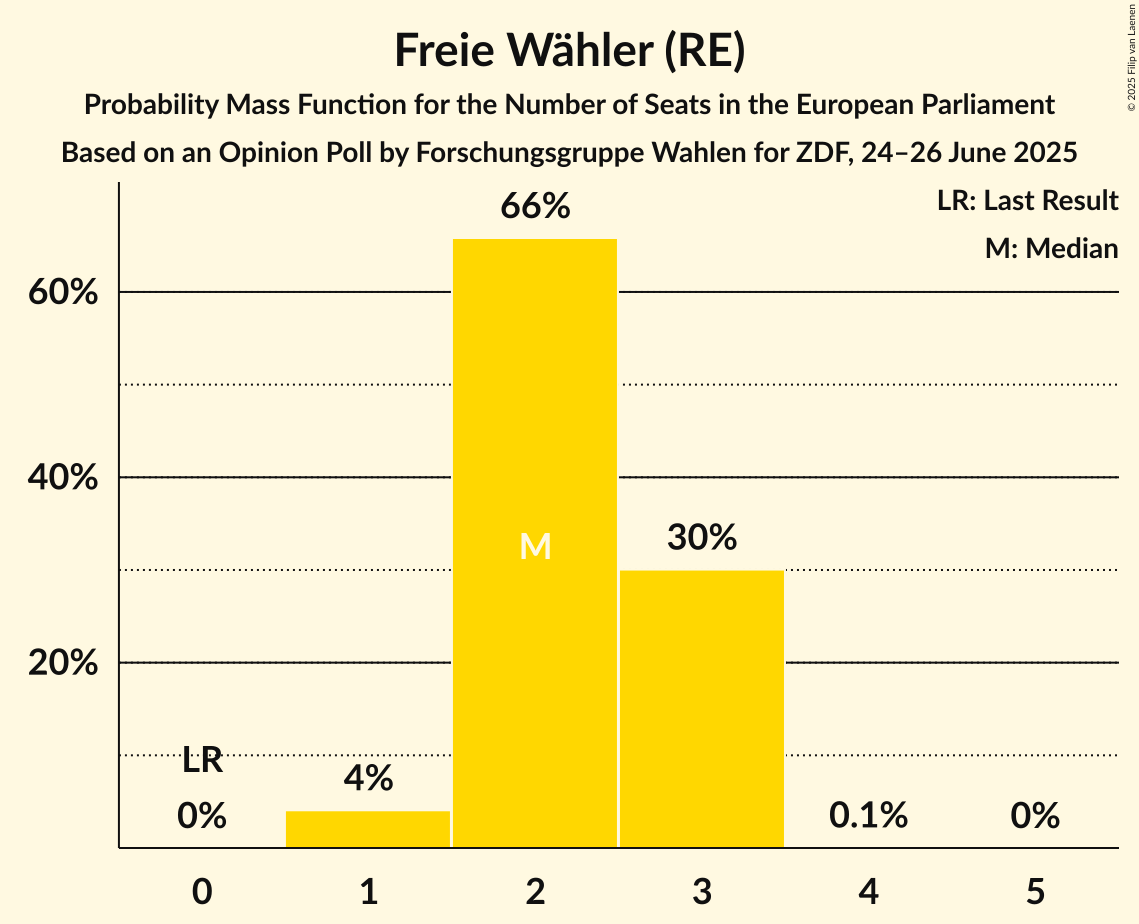 Freie Wähler (RE)
Probability Mass Function for the Number of Seats in the European Parliament
Based on an Opinion Poll by Forschungsgruppe Wahlen for ZDF, 24–26 June 2025
© 2025 Filip van Laenen
LR: Last Result
M: Median
66%
60%
40%
M
30%
20%
LR
4%
0%
0.1%
0%
0 1 2 3 4 5